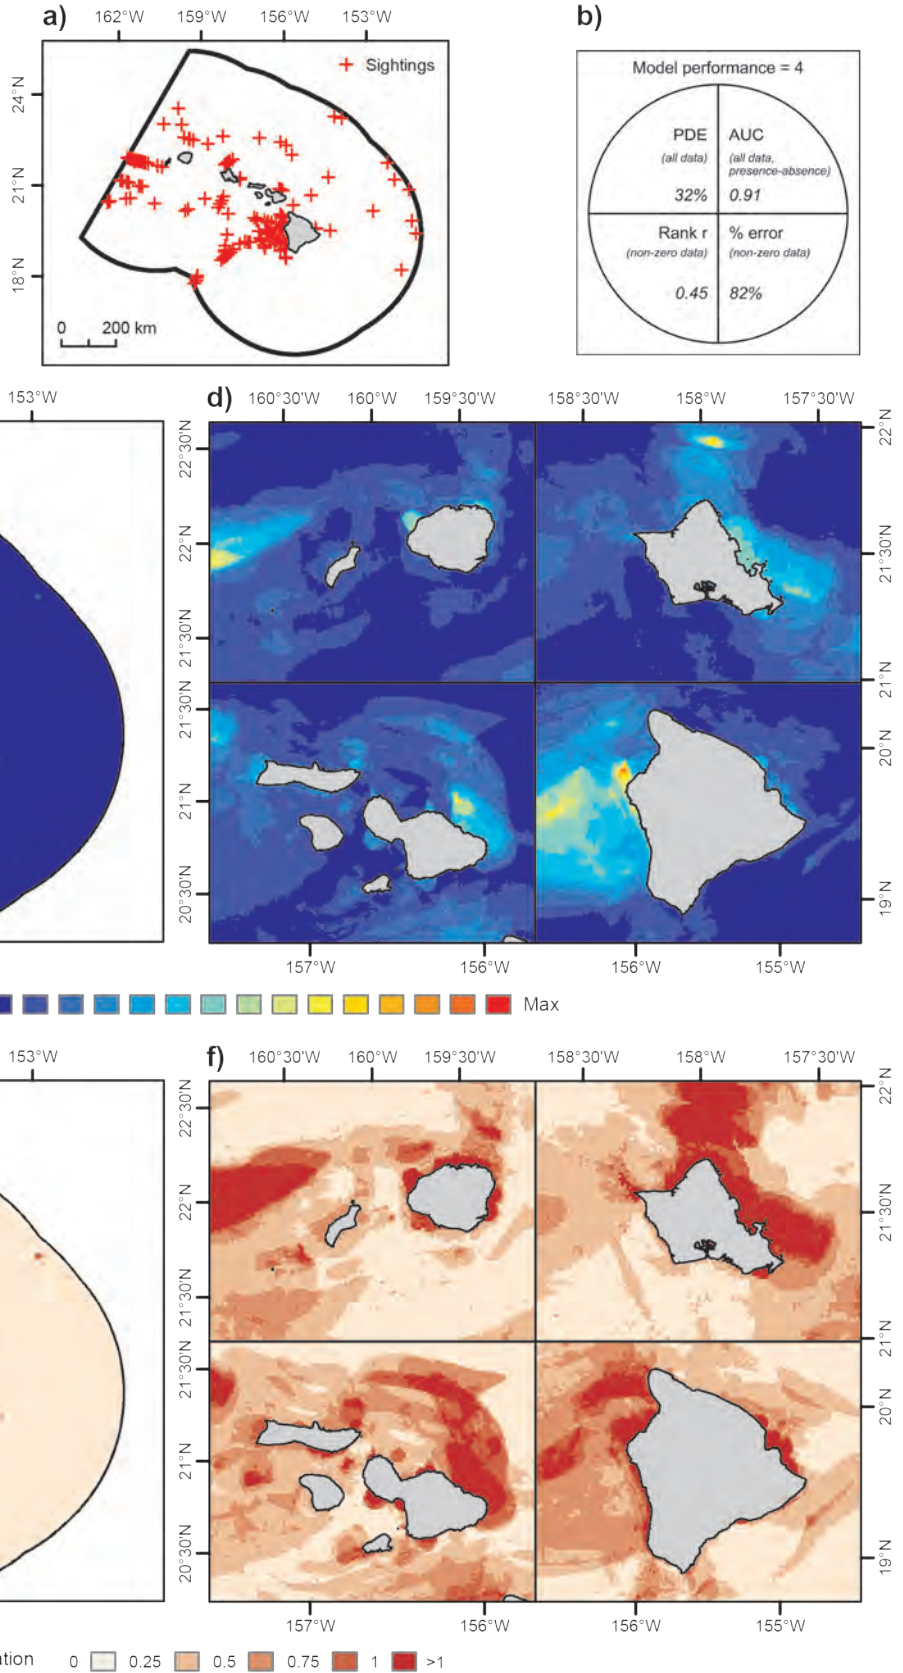 a)
162°W 159°W 156°W 153°W
24°N
21°N
18°N
Sightings
0 200 km
b)
Model performance = 4
PDE
(all data)
32%
AUC
(all data,
presence-absence)
0.91
Rank r
(non-zero data)
0.45
% error
(non-zero data)
82%
153°W
d)
160°30'W 160°W 159°30'W 158°30'W 158°W 157°30'W
22°30'N
22°N
21°30'N
21°30'N
21°N
20°30'N
22°N
21°30'N
21°N
20°N
19°N
157°W 156°W 156°W 155°W
Max
153°W
f)
160°30'W 160°W 159°30'W 158°30'W 158°W 157°30'W
22°30'N
22°N
21°30'N
21°30'N
21°N
20°30'N
22°N
21°30'N
21°N
20°N
19°N
157°W 156°W 156°W 155°W
ation 0 0.25 0.5 0.75 1 >1